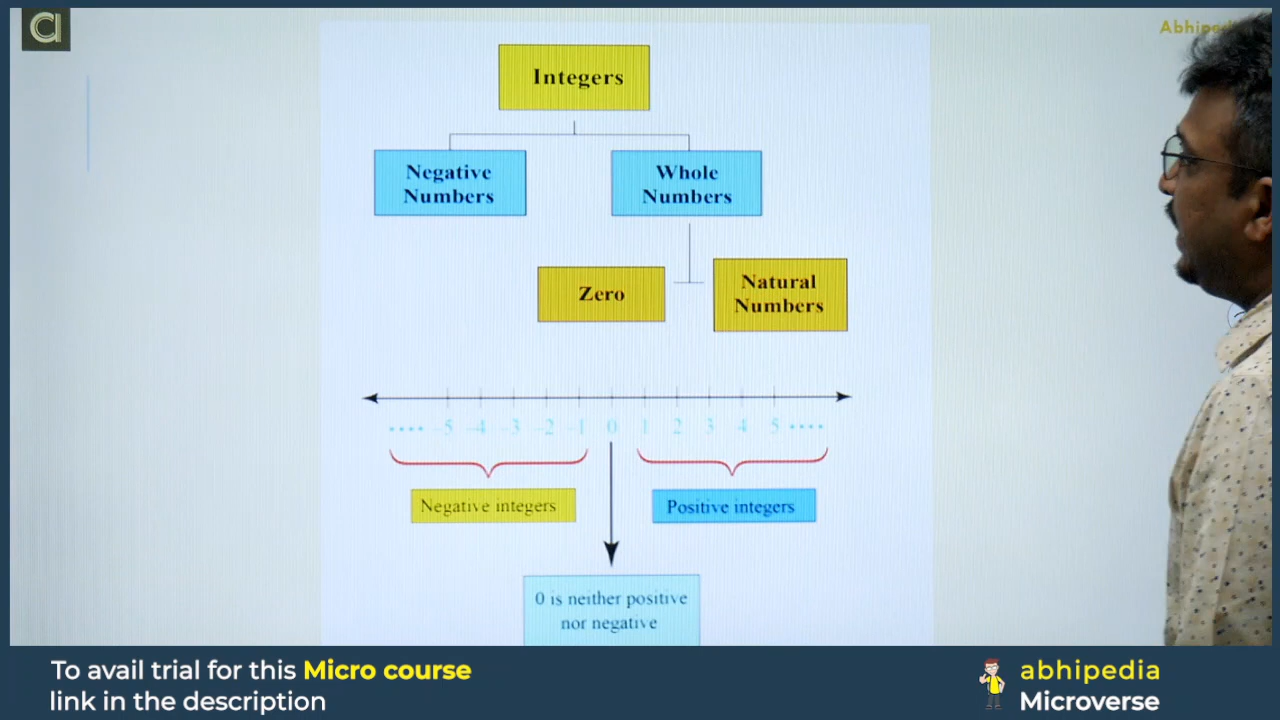 Integers
Negative
Numbers
Whole
Numbers
Zero
Natural
Numbers
.... -5 -4 -3 -2 -1 0 1 2 3 4 5 ....
Negative integers
Positive integers
0 is neither positive
nor negative
To avail trial for this Micro course
link in the description
abhipedia
Microverse